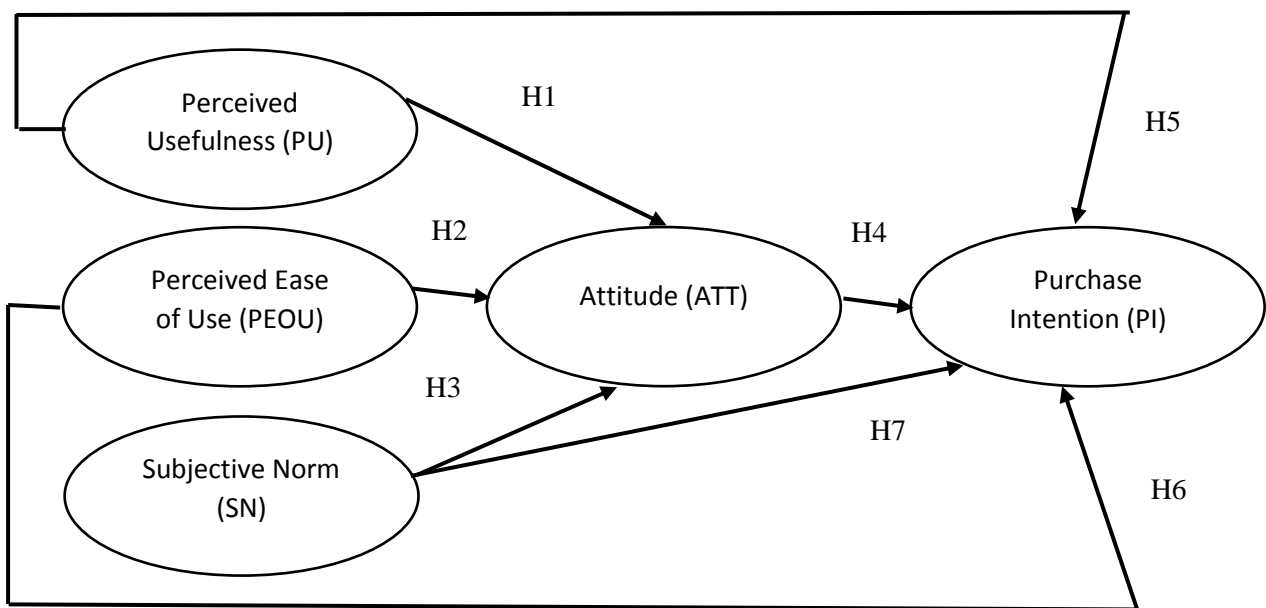 Perceived
Usefulness (PU)
H1
H5
H2
H4
Perceived Ease
of Use (PEOU)
Attitude (ATT)
Purchase
Intention (PI)
H3
H7
Subjective Norm
(SN)
H6